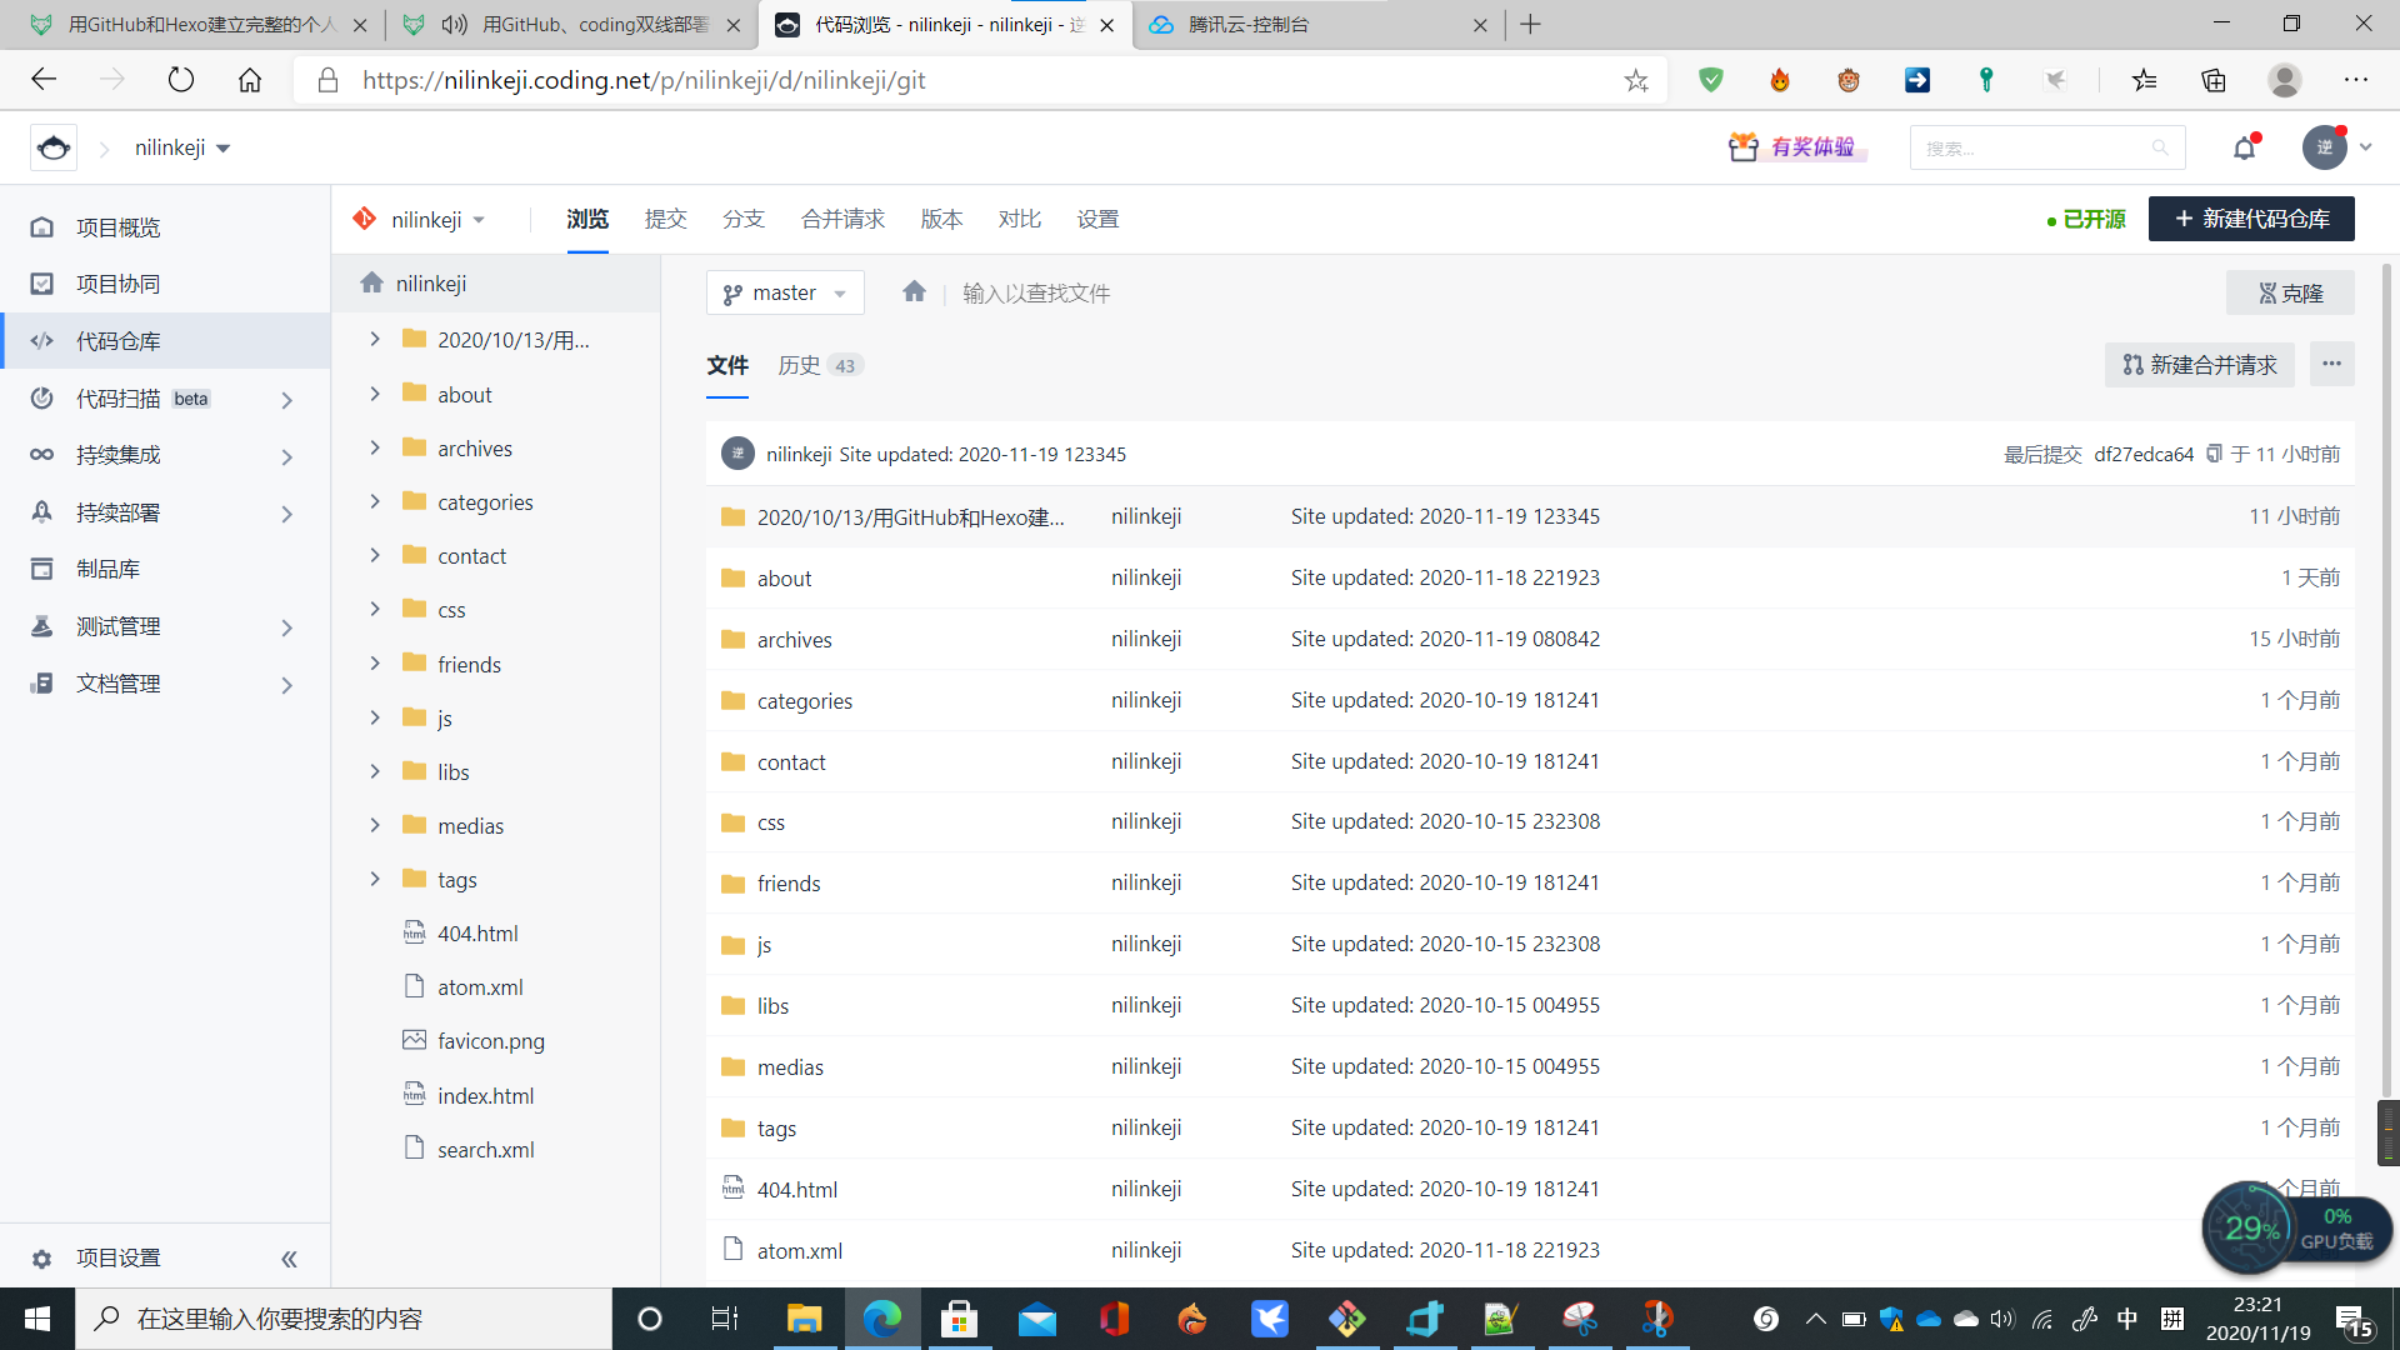 用GitHub和Hexo建立完整的个人
用GitHub、coding双线部署
代码浏览 - nilinkeji - nilinkeji - 逆
腾讯云-控制台
https://nilinkeji.coding.net/p/nilinkeji/d/nilinkeji/git
nilinkeji
有奖体验
搜索...
逆
项目概览
项目协同
代码仓库
代码扫描 beta
持续集成
持续部署
制品库
测试管理
文档管理
项目设置
nilinkeji
浏览
提交
分支
合并请求
版本
对比
设置
已开源
新建代码仓库
nilinkeji
2020/10/13/用...
about
archives
categories
contact
css
friends
js
libs
medias
tags
404.html
atom.xml
favicon.png
index.html
search.xml
master
输入以查找文件
克隆
文件
历史 43
新建合并请求
逆 nilinkeji Site updated: 2020-11-19 123345
最后提交 df27edca64 于 11 小时前
2020/10/13/用GitHub和Hexo建... nilinkeji Site updated: 2020-11-19 123345 11 小时前
about nilinkeji Site updated: 2020-11-18 221923 1 天前
archives nilinkeji Site updated: 2020-11-19 080842 15 小时前
categories nilinkeji Site updated: 2020-10-19 181241 1 个月前
contact nilinkeji Site updated: 2020-10-19 181241 1 个月前
css nilinkeji Site updated: 2020-10-15 232308 1 个月前
friends nilinkeji Site updated: 2020-10-19 181241 1 个月前
js nilinkeji Site updated: 2020-10-15 232308 1 个月前
libs nilinkeji Site updated: 2020-10-15 004955 1 个月前
medias nilinkeji Site updated: 2020-10-15 004955 1 个月前
tags nilinkeji Site updated: 2020-10-19 181241 1 个月前
404.html nilinkeji Site updated: 2020-10-19 181241 个月前
atom.xml nilinkeji Site updated: 2020-11-18 221923
29%
0%
GPU负载
在这里输入你要搜索的内容
中
拼
23:21
2020/11/19
15